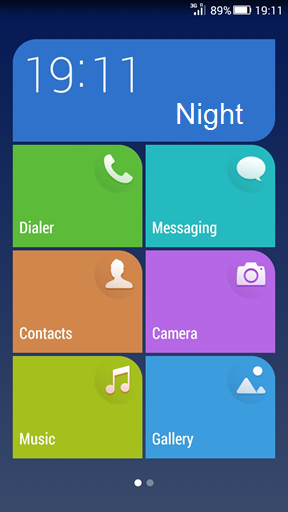 3G R 89% 19:11
19:11
Night
Dialer Messaging
Contacts Camera
Music Gallery